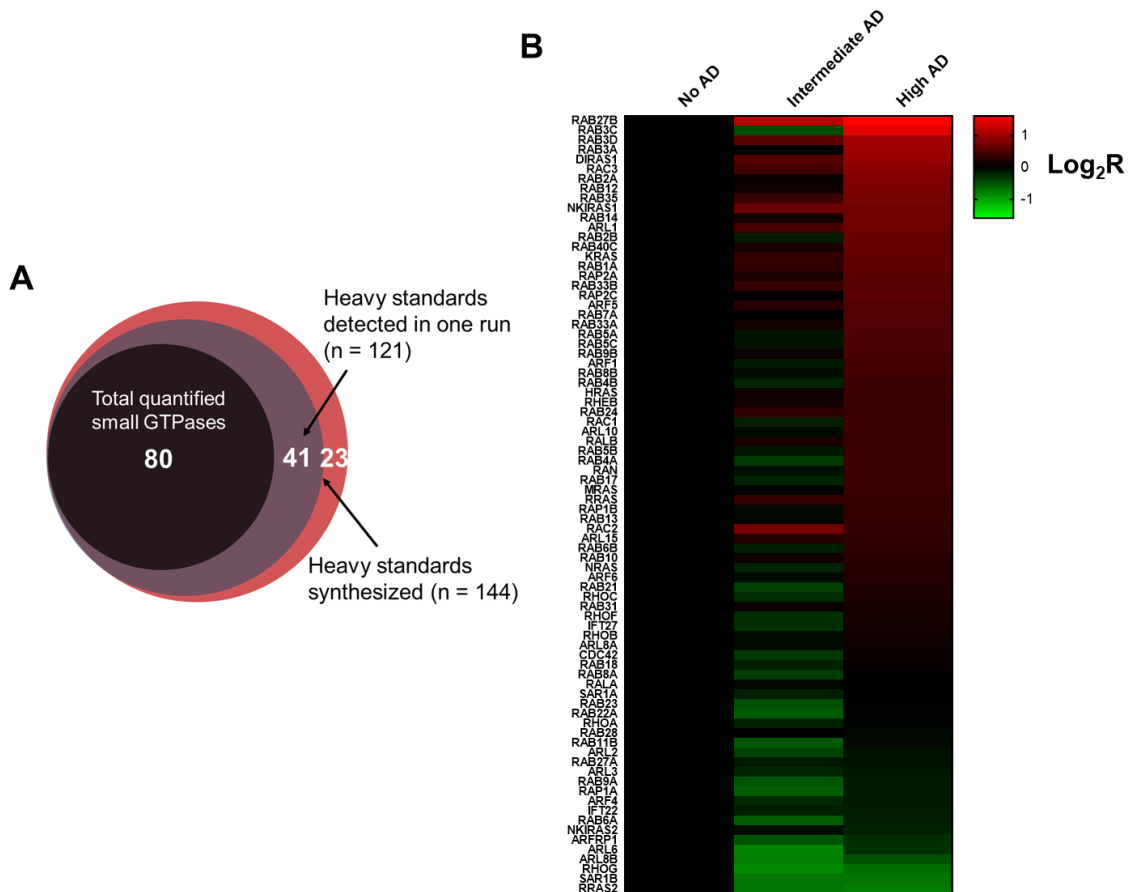 A
Heavy standards
detected in one run
(n = 121)
Total quantified
small GTPases
80
41
23
Heavy standards
synthesized (n = 144)
B
No AD
Intermediate AD
High AD
RAB27B
RAB3C
RAB3D
RAB3A
DIRAS1
RAC3
RAB2A
RAB12
RAB35
NKIRAS1
RAB14
ARL1
RAB2B
RAB40C
KRAS
RAB1A
RAP2A
RAB33B
RAP2C
ARF5
RAB7A
RAB33A
RAB5A
RAB5C
RAB9B
ARF1
RAB8B
RAB4B
HRAS
RHEB
RAB24
RAC1
ARL10
RALB
RAB5B
RAB4A
RAN
RAB17
MRAS
RRAS
RAP1B
RAB13
RAC2
ARL15
RAB6B
RAB10
NRAS
ARF6
RAB21
RHOC
RAB31
RHOF
IFT27
RHOB
ARL8A
CDC42
RAB18
RAB8A
RALA
SAR1A
RAB23
RAB22A
RHOA
RAB28
RAB11B
ARL2
RAB27A
ARL3
RAB9A
RAP1A
ARF4
IFT22
RAB6A
NKIRAS2
ARFRP1
ARL6
ARL8B
RHOG
SAR1B
RRAS2
1
0
-1
Log₂R